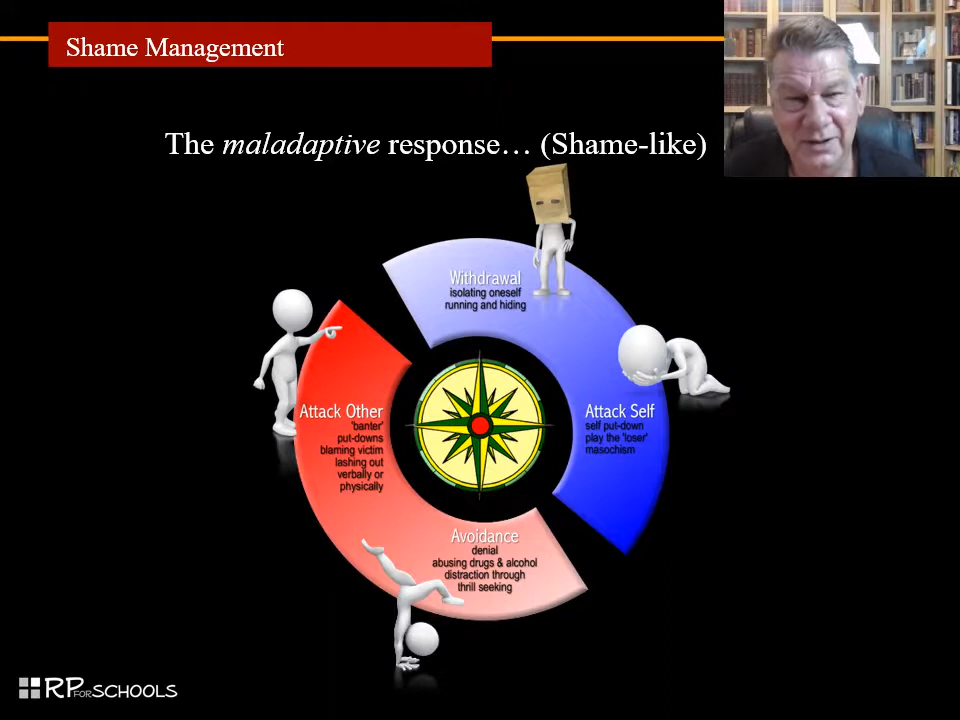 Shame Management
The maladaptive response… (Shame-like)
Withdrawal
isolating oneself
running and hiding
Attack Other
'banter'
put-downs
blaming victim
lashing out
verbally or
physically
Attack Self
self put-down
play the 'loser'
masochism
Avoidance
denial
abusing drugs & alcohol
distraction through
thrill seeking
RP FOR SCHOOLS